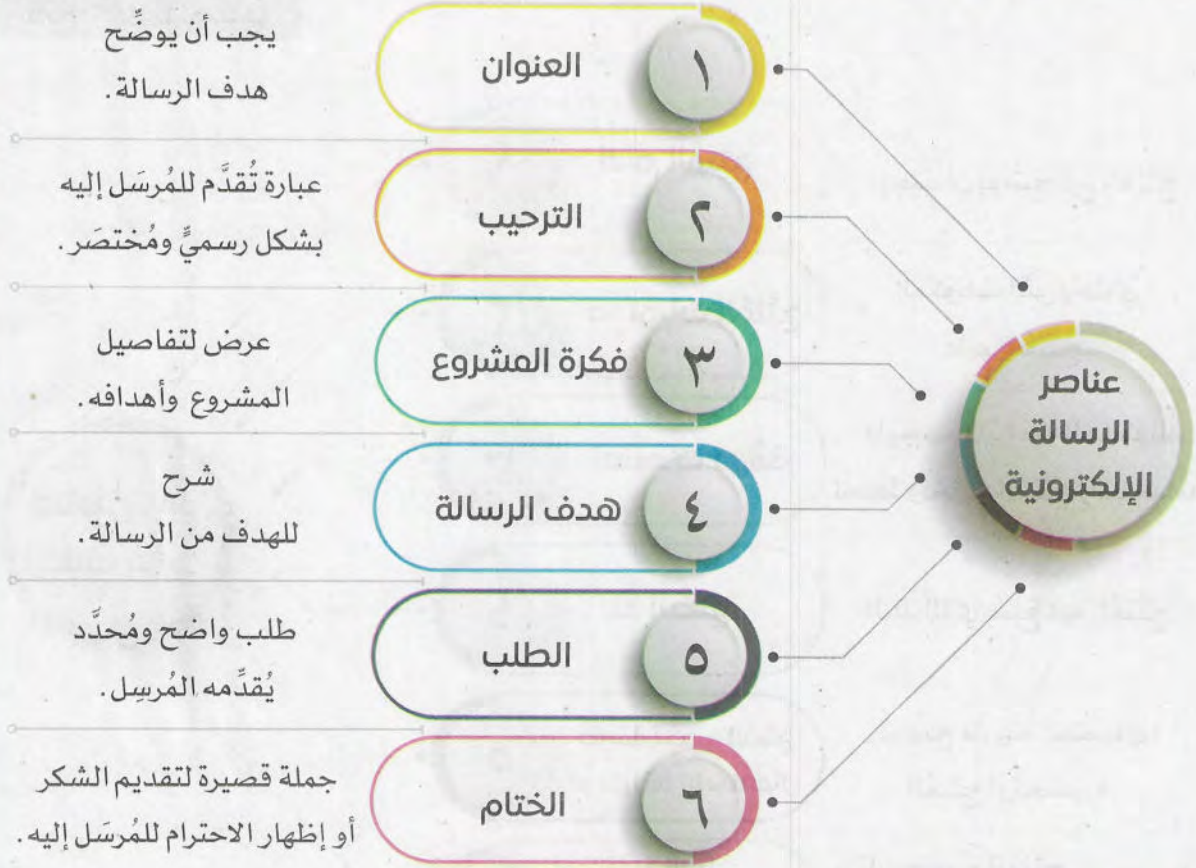 عناصر
الرسالة
الإلكترونية
١
العنوان
يجب أن يوضِّح
هدف الرسالة.
٢
الترحيب
عبارة تُقدَّم للمُرسَل إليه
بشكل رسميٍّ ومُختصَر.
٣
فكرة المشروع
عرض لتفاصيل
المشروع وأهدافه.
٤
هدف الرسالة
شرح
للهدف من الرسالة.
٥
الطلب
طلب واضح ومُحدَّد
يُقدِّمه المُرسِل.
٦
الختام
جملة قصيرة لتقديم الشكر
أو إظهار الاحترام للمُرسَل إليه.